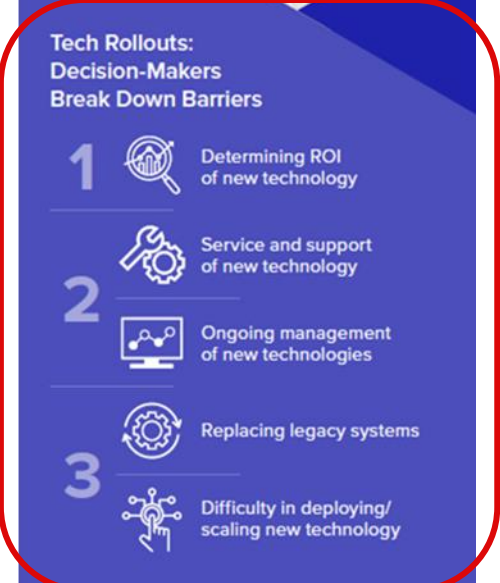 Tech Rollouts:
Decision-Makers
Break Down Barriers
1
Determining ROI
of new technology
2
Service and support
of new technology
Ongoing management
of new technologies
3
Replacing legacy systems
Difficulty in deploying/
scaling new technology